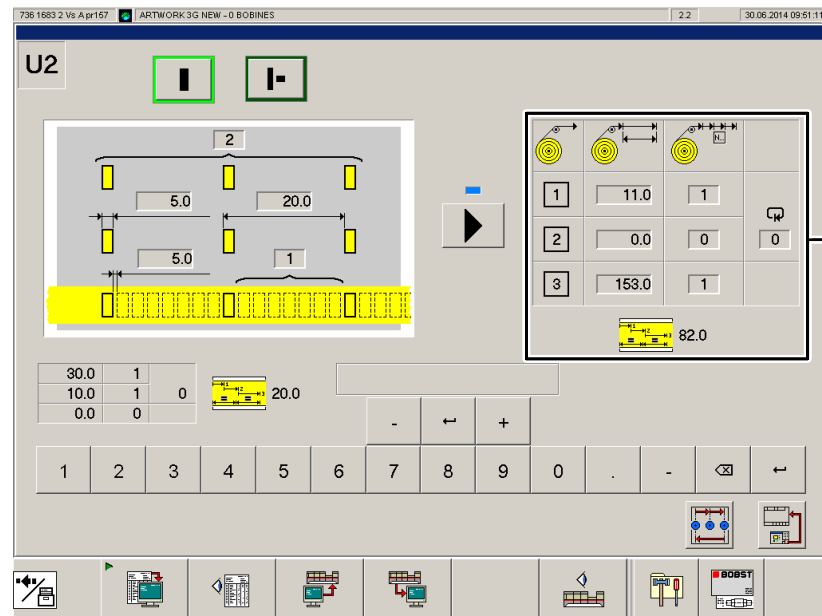 736 1683 2 Vs Apr157 ARTWORK 3G NEW - 0 BOBINES 2.2 30.06.2014 09:51:11
U2
2
5.0 20.0
5.0 1
N...
1 11.0 1
2 0.0 0 0
3 153.0 1
82.0
30.0 1
10.0 1 0
0.0 0
20.0
- ↵ +
1 2 3 4 5 6 7 8 9 0 . - ⌫ ↵
BOBST